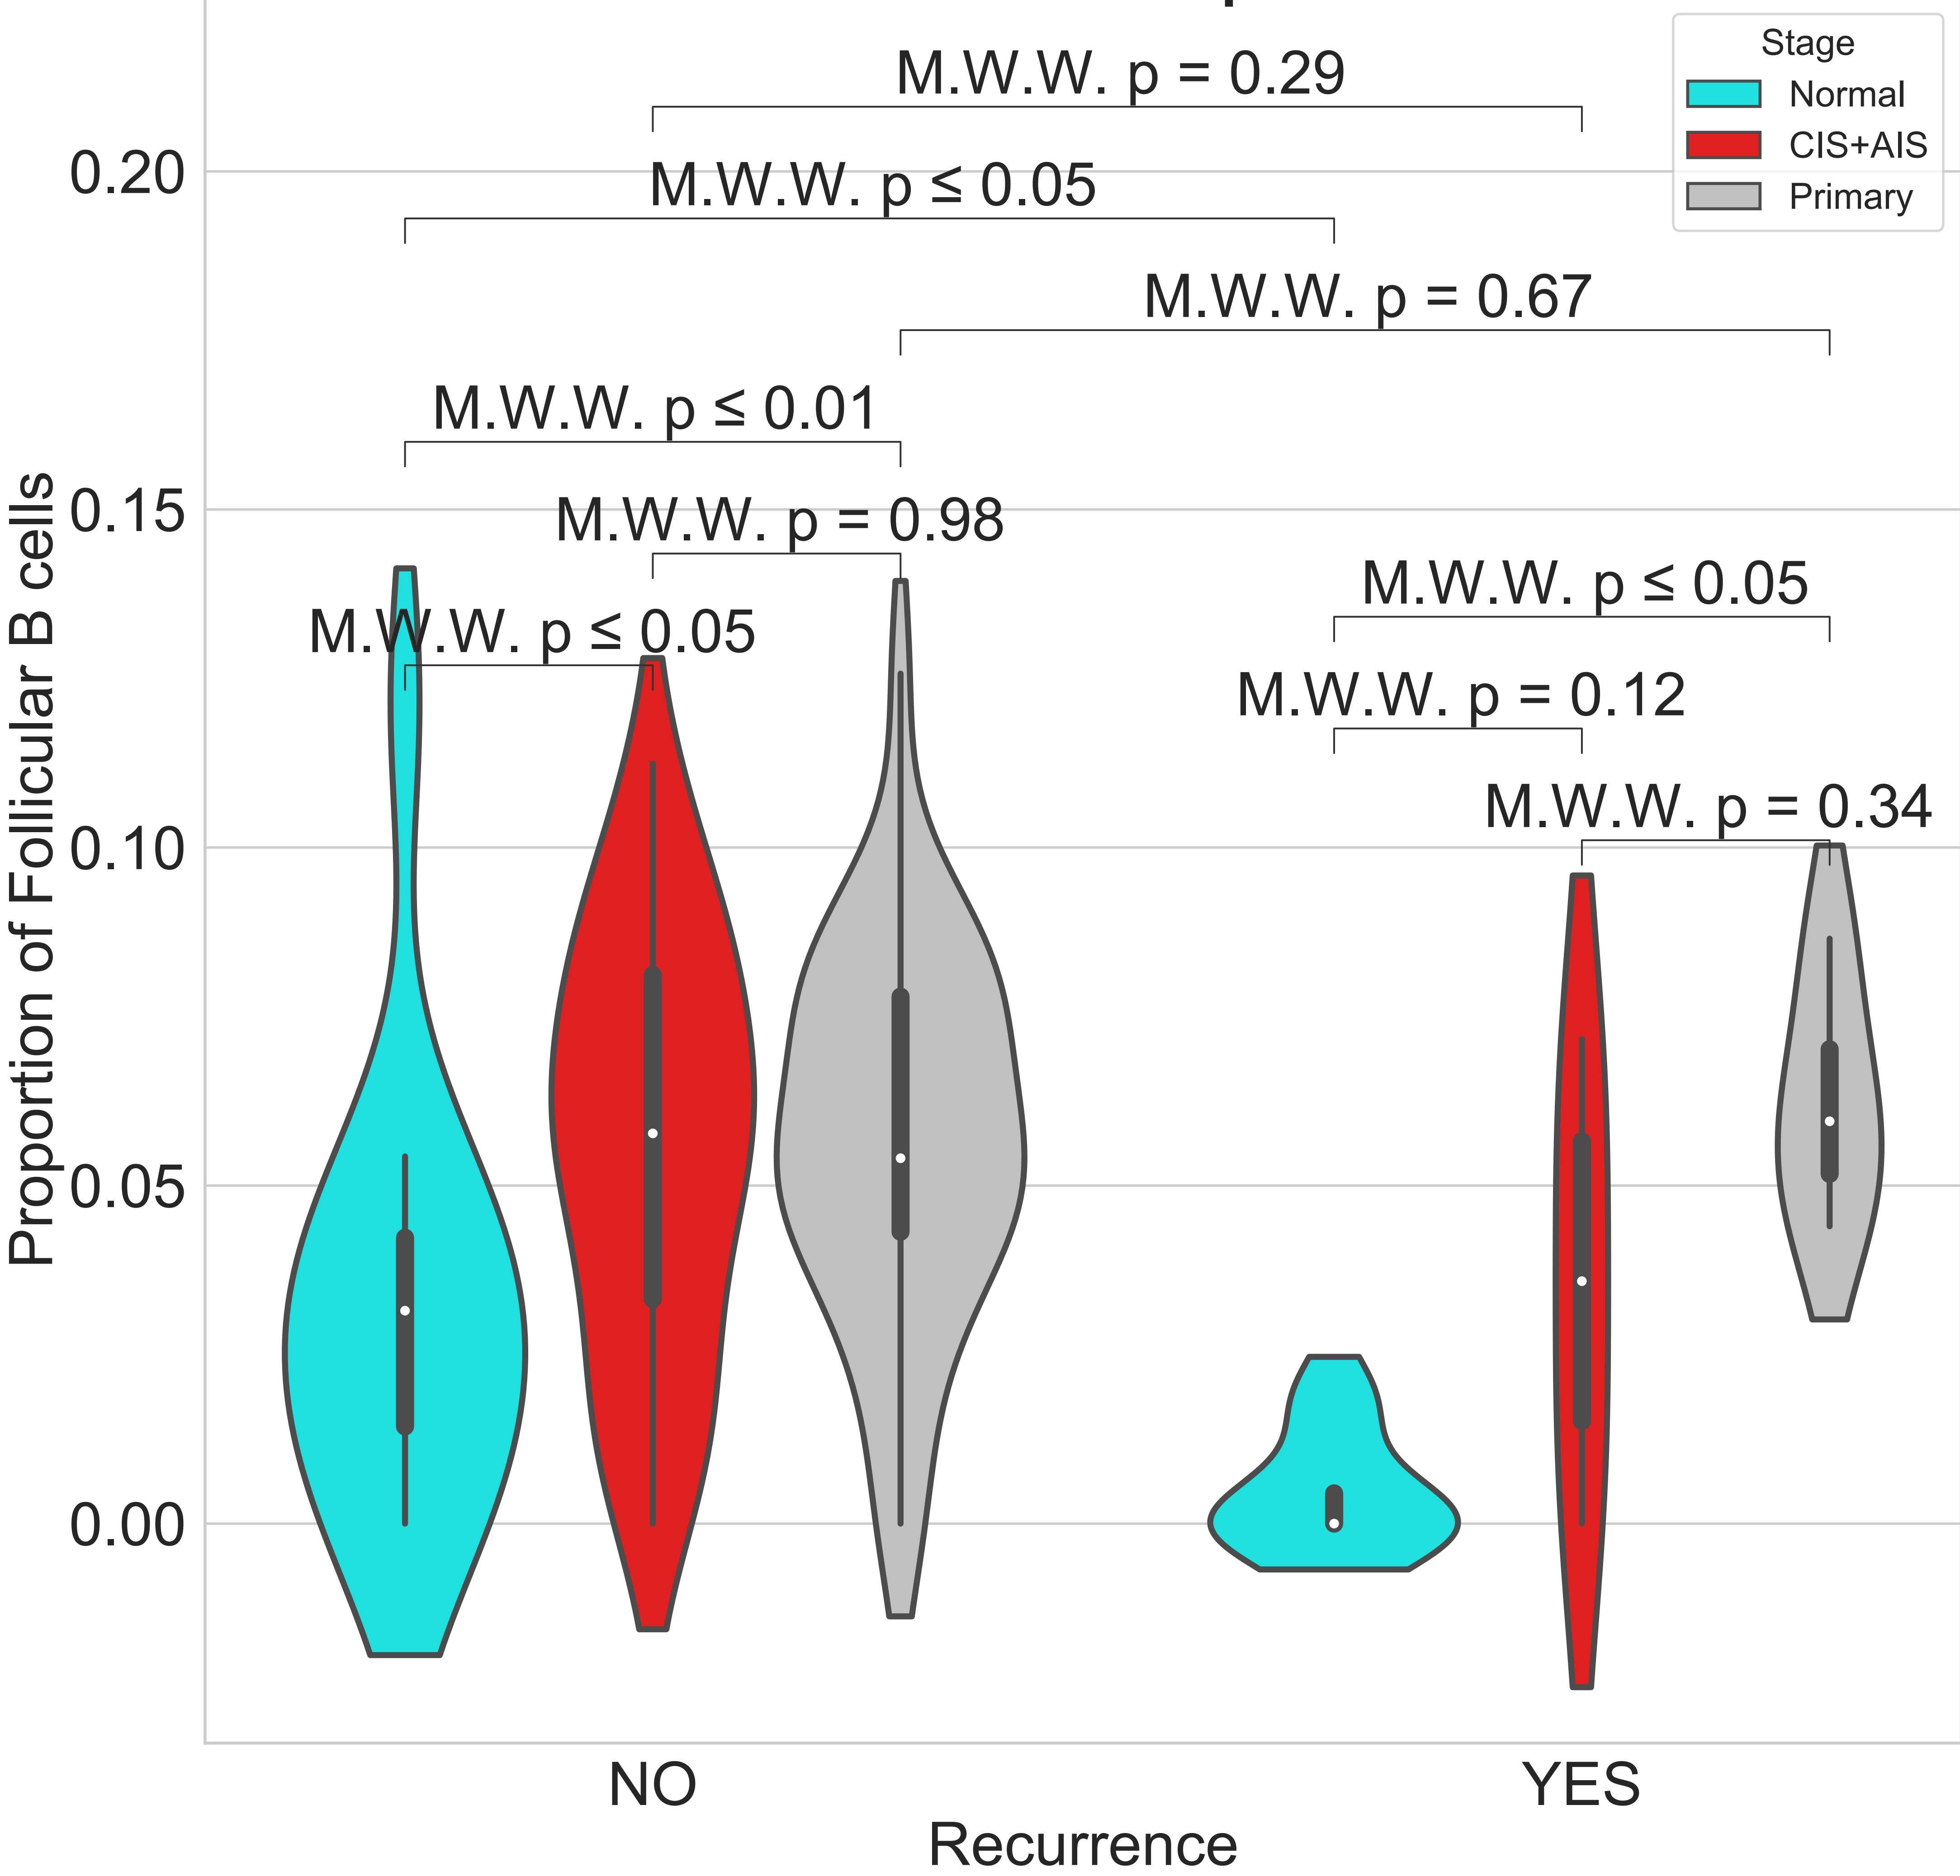 M.W.W. p = 0.29
M.W.W. p ≤ 0.05
M.W.W. p = 0.67
M.W.W. p ≤ 0.01
M.W.W. p = 0.98
M.W.W. p ≤ 0.05
M.W.W. p ≤ 0.05
M.W.W. p = 0.12
M.W.W. p = 0.34
Stage
Normal
CIS+AIS
Primary
Proportion of Follicular B cells
0.20
0.15
0.10
0.05
0.00
NO
YES
Recurrence